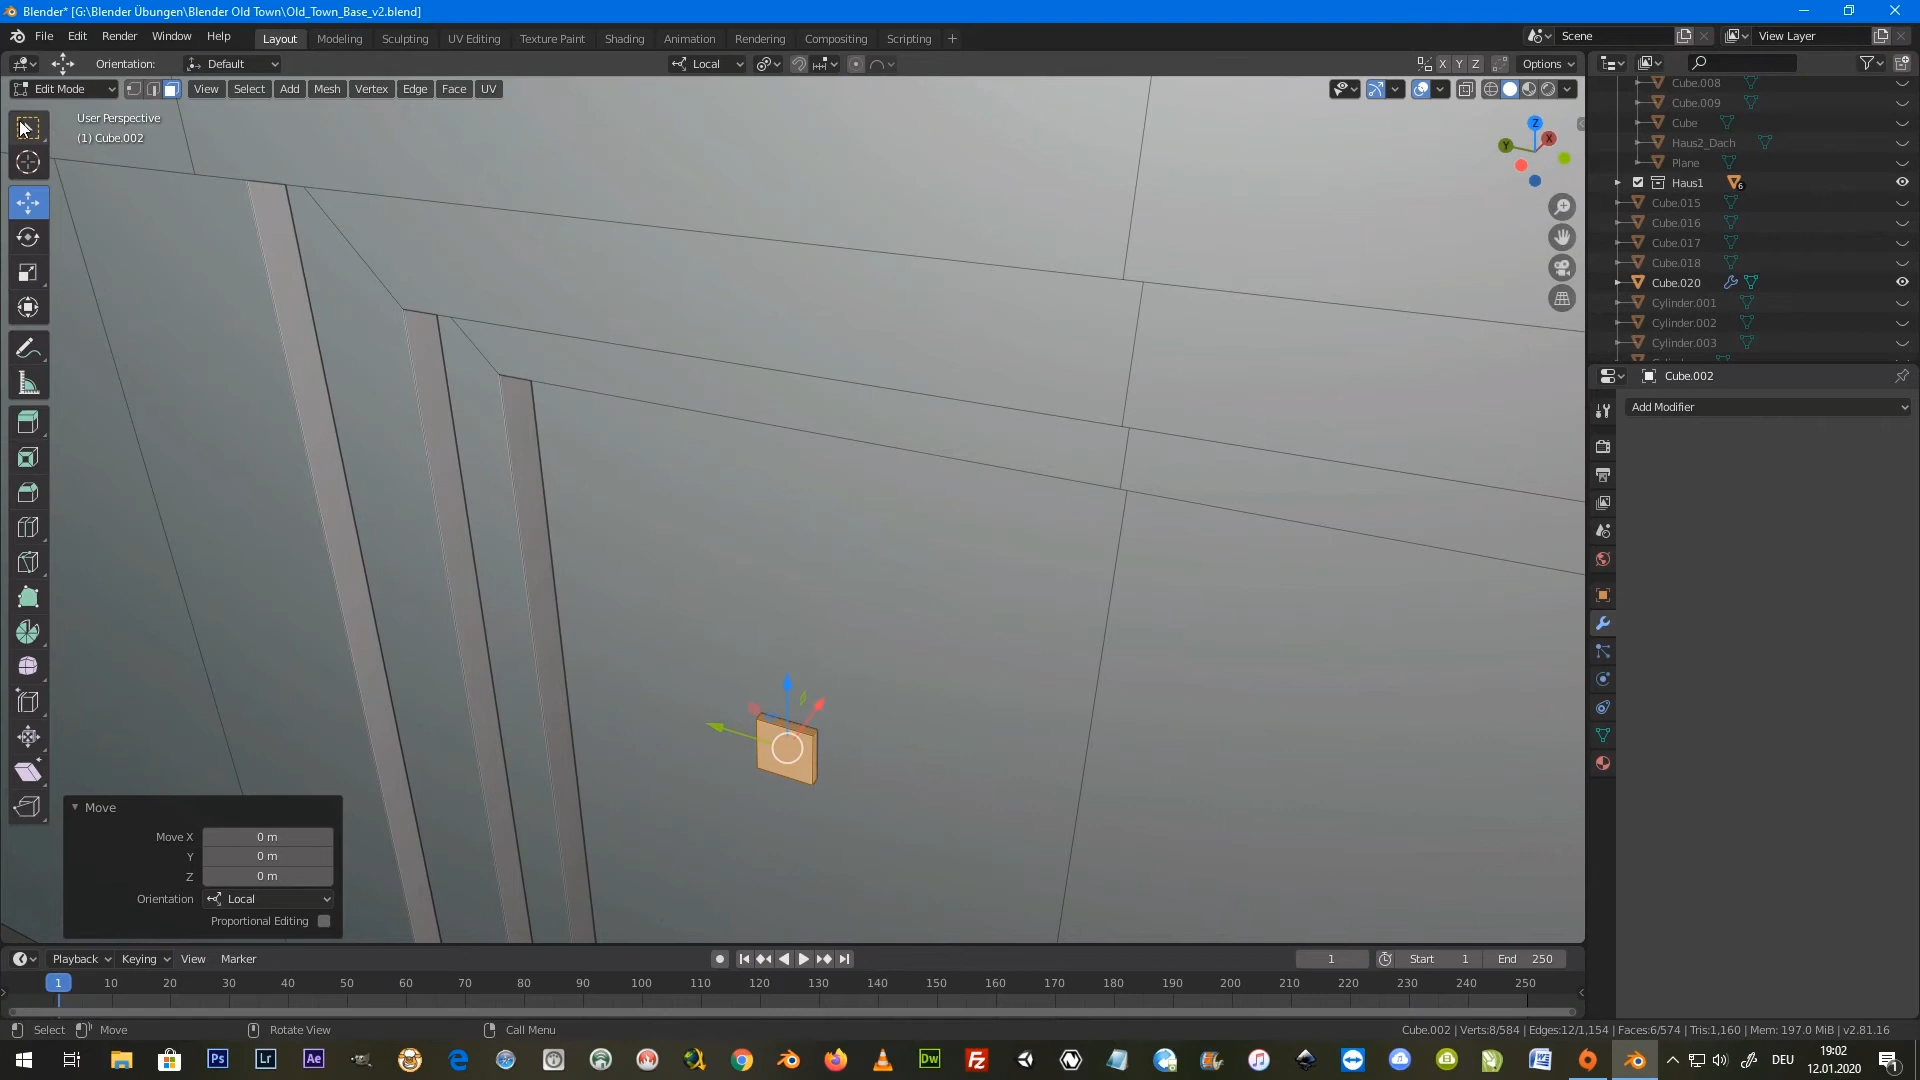 Blender* [G:\Blender Übungen\Blender Old Town\Old_Town_Base_v2.blend]
File Edit Render Window Help
Layout Modeling Sculpting UV Editing Texture Paint Shading Animation Rendering Compositing Scripting
Scene
View Layer
Orientation: Default
Local
X Y Z
Options
Edit Mode
View Select Add Mesh Vertex Edge Face UV
User Perspective
(1) Cube.002
Z
X
Y
Cube.008
Cube.009
Cube
Haus2_Dach
Plane
Haus1
6
Cube.015
Cube.016
Cube.017
Cube.018
Cube.020
Cylinder.001
Cylinder.002
Cylinder.003
Cube.002
Add Modifier
Move
Move X 0 m
Y 0 m
Z 0 m
Orientation Local
Proportional Editing
Playback Keying View Marker
1
Start 1
End 250
1 10 20 30 40 50 60 70 80 90 100 110 120 130 140 150 160 170 180 190 200 210 220 230 240 250
Select Move Rotate View Call Menu
Cube.002 | Verts:8/584 | Edges:12/1,154 | Faces:6/574 | Tris:1,160 | Mem: 197.0 MiB | v2.81.16
Ps Lr Ae Dw
DEU
19:02
12.01.2020
1